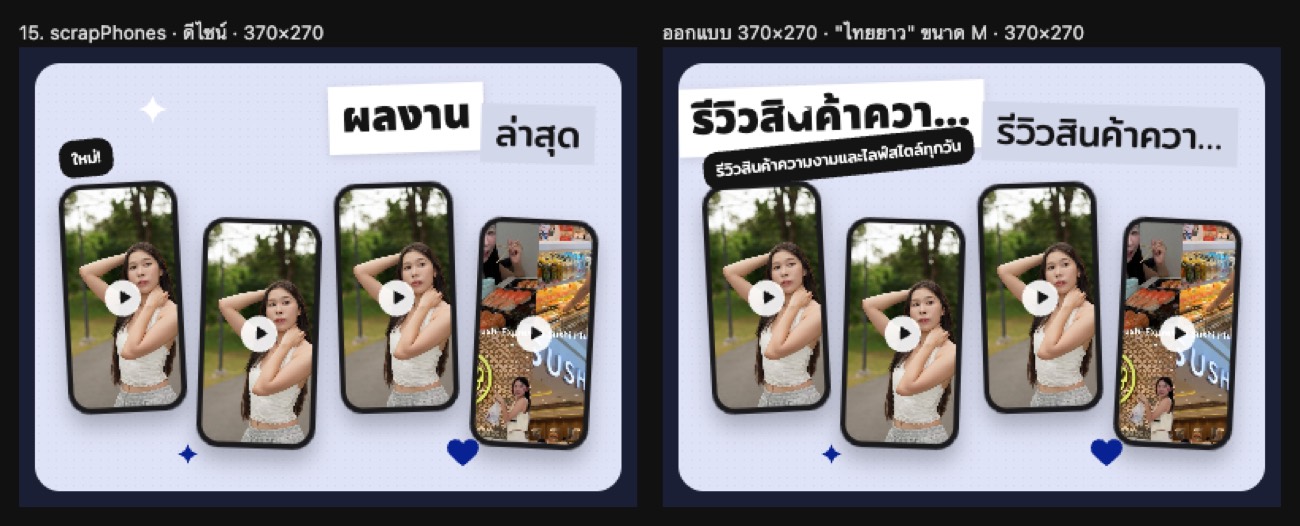 15. scrapPhones · ดีไซน์ · 370×270
ผลงาน
ล่าสุด
ใหม่!
SUSH
ออกแบบ 370×270 · "ไทยยาว" ขนาด M · 370×270
รีวิวสินค้าควา...
รีวิวสินค้าควา...
รีวิวสินค้าความงามและไลฟ์สไตล์ทุกวัน
SUSH